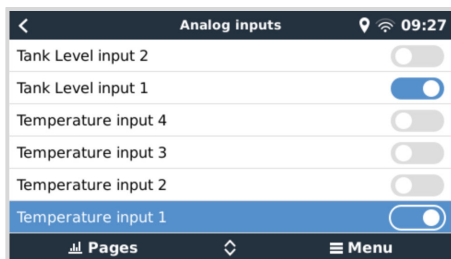 Analog inputs 09:27
Tank Level input 2
Tank Level input 1
Temperature input 4
Temperature input 3
Temperature input 2
Temperature input 1
Pages Menu